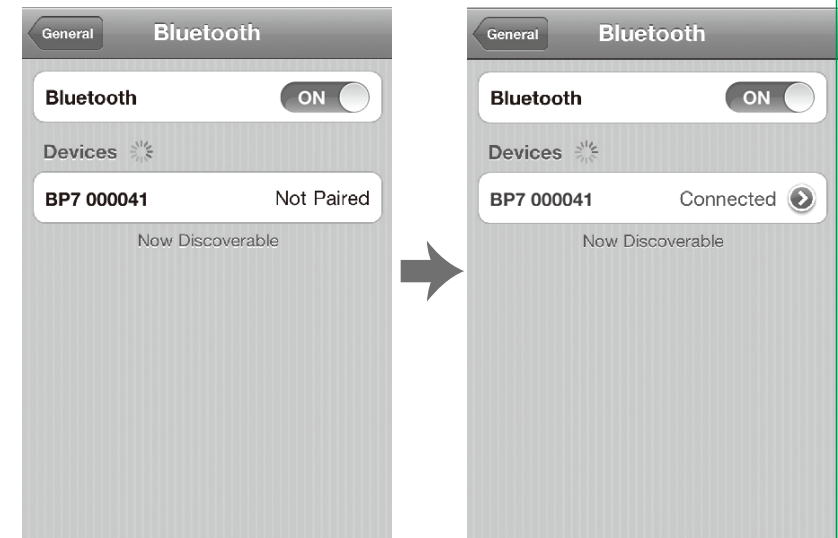 General Bluetooth
Bluetooth ON
Devices
BP7 000041 Not Paired
Now Discoverable
General Bluetooth
Bluetooth ON
Devices
BP7 000041 Connected
Now Discoverable